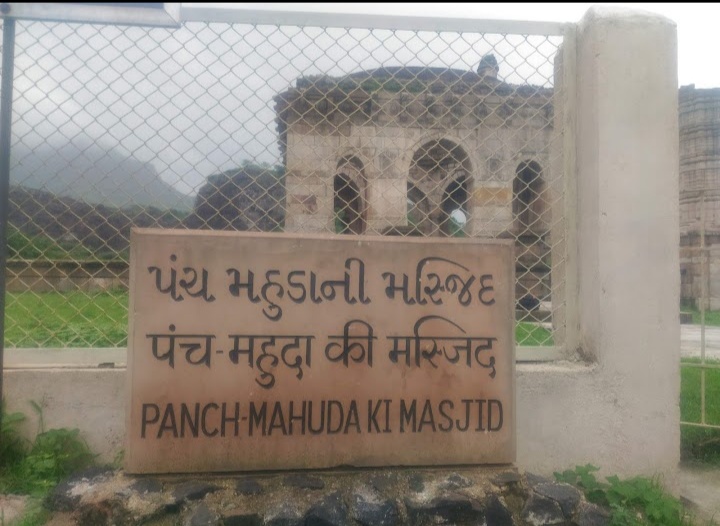 પંચ મહુડાની મસ્જિદ
पंच-महुदा की मस्जिद
PANCH-MAHUDA KI MASJID